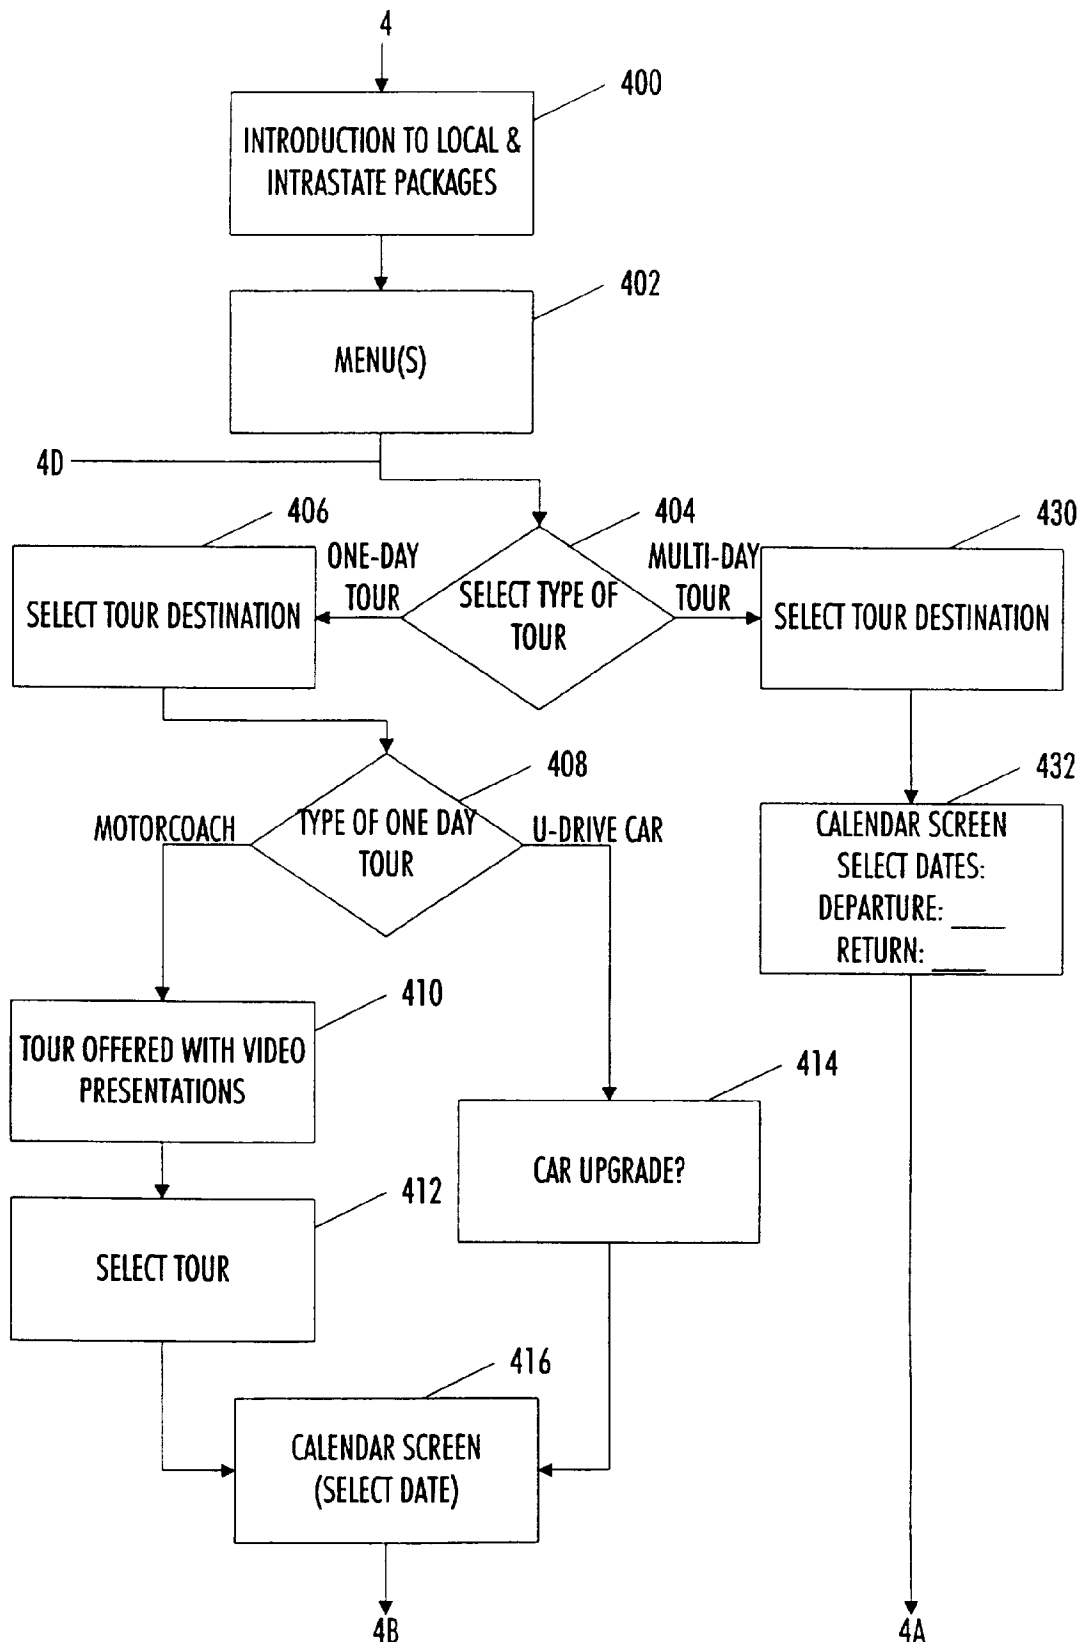 4
400
INTRODUCTION TO LOCAL &
INTRASTATE PACKAGES
402
MENU(S)
4D
406
404
430
ONE-DAY
TOUR
MULTI-DAY
TOUR
SELECT TOUR DESTINATION
SELECT TYPE OF
TOUR
SELECT TOUR DESTINATION
408
432
MOTORCOACH
TYPE OF ONE DAY
TOUR
U-DRIVE CAR
CALENDAR SCREEN
SELECT DATES:
DEPARTURE: ____
RETURN: ____
410
TOUR OFFERED WITH VIDEO
PRESENTATIONS
414
CAR UPGRADE?
412
SELECT TOUR
416
CALENDAR SCREEN
(SELECT DATE)
4B
4A